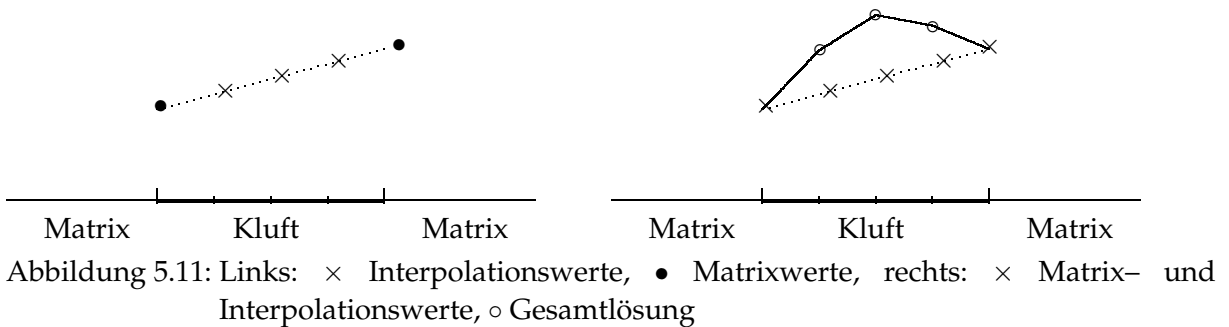 Matrix Kluft Matrix Matrix Kluft Matrix
Abbildung 5.11: Links: × Interpolationswerte, • Matrixwerte, rechts: × Matrix– und
Interpolationswerte, ∘ Gesamtlösung